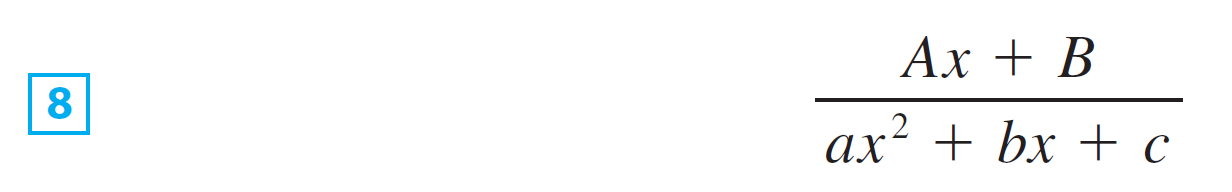 8
Ax + B
ax² + bx + c